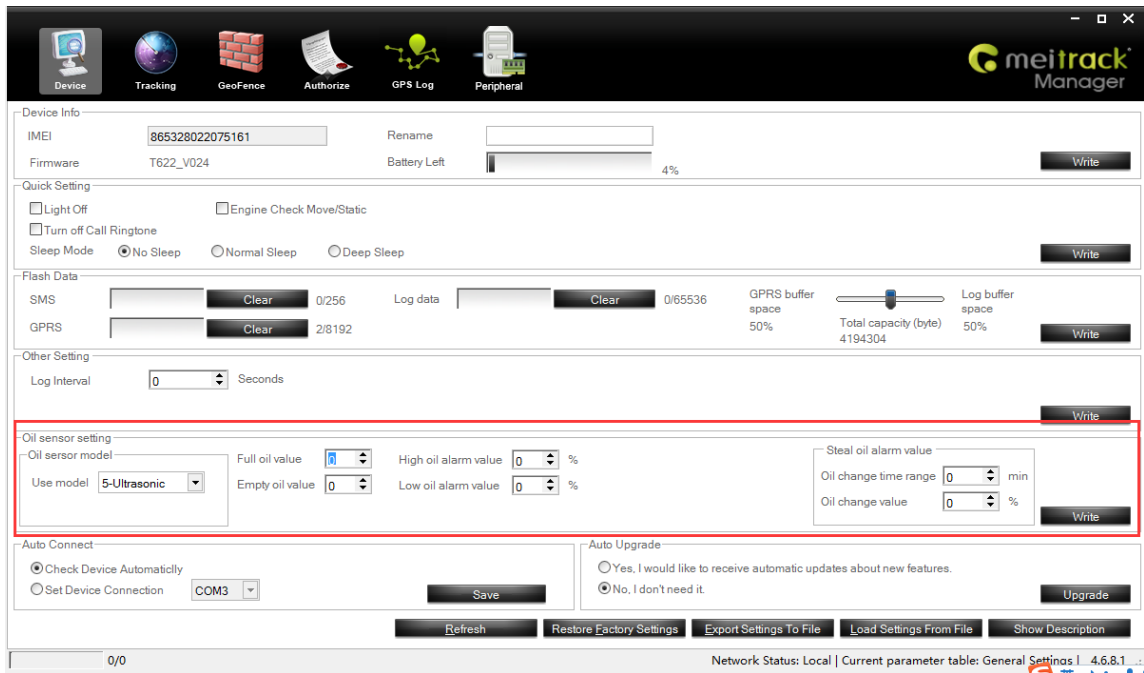 meitrack
Manager
Device Tracking GeoFence Authorize GPS Log Peripheral
Device Info
IMEI 865328022075161 Rename
Firmware T622_V024 Battery Left 4% Write
Quick Setting
Light Off Engine Check Move/Static
Turn off Call Ringtone
Sleep Mode No Sleep Normal Sleep Deep Sleep Write
Flash Data
SMS Clear 0/256 Log data Clear 0/65536 GPRS buffer space 50% Log buffer space 50%
GPRS Clear 2/8192 Total capacity (byte) 4194304 Write
Other Setting
Log Interval 0 Seconds
Write
Oil sensor setting
Oil sersor model Full oil value 0 High oil alarm value 0 % Steal oil alarm value
Use model 5-Ultrasonic Empty oil value 0 Low oil alarm value 0 % Oil change time range 0 min
Oil change value 0 %
Write
Auto Connect Auto Upgrade
Check Device Automaticlly Yes, I would like to receive automatic updates about new features.
Set Device Connection COM3 Save No, I don't need it. Upgrade
Refresh Restore Factory Settings Export Settings To File Load Settings From File Show Description
0/0 Network Status: Local | Current parameter table: General Settings | 4.6.8.1